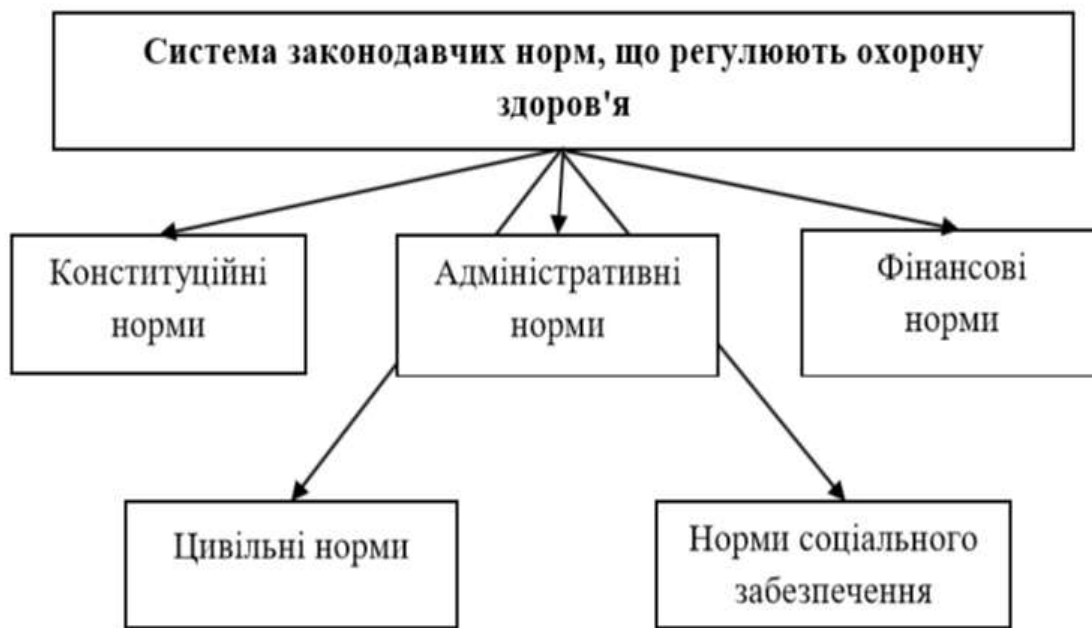 Система законодавчих норм, що регулюють охорону
здоров'я
Конституційні
норми
Адміністративні
норми
Фінансові
норми
Цивільні норми
Норми соціального
забезпечення